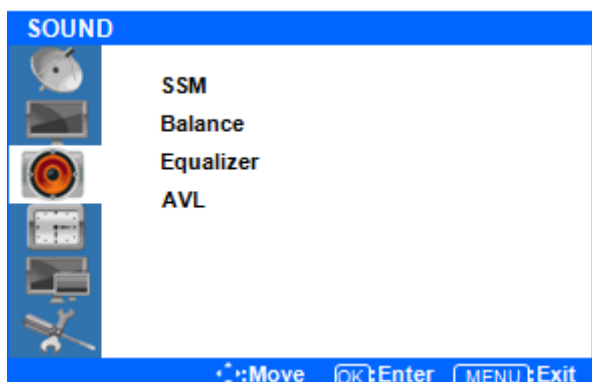 SOUND
SSM
Balance
Equalizer
AVL
:Move OK:Enter MENU:Exit